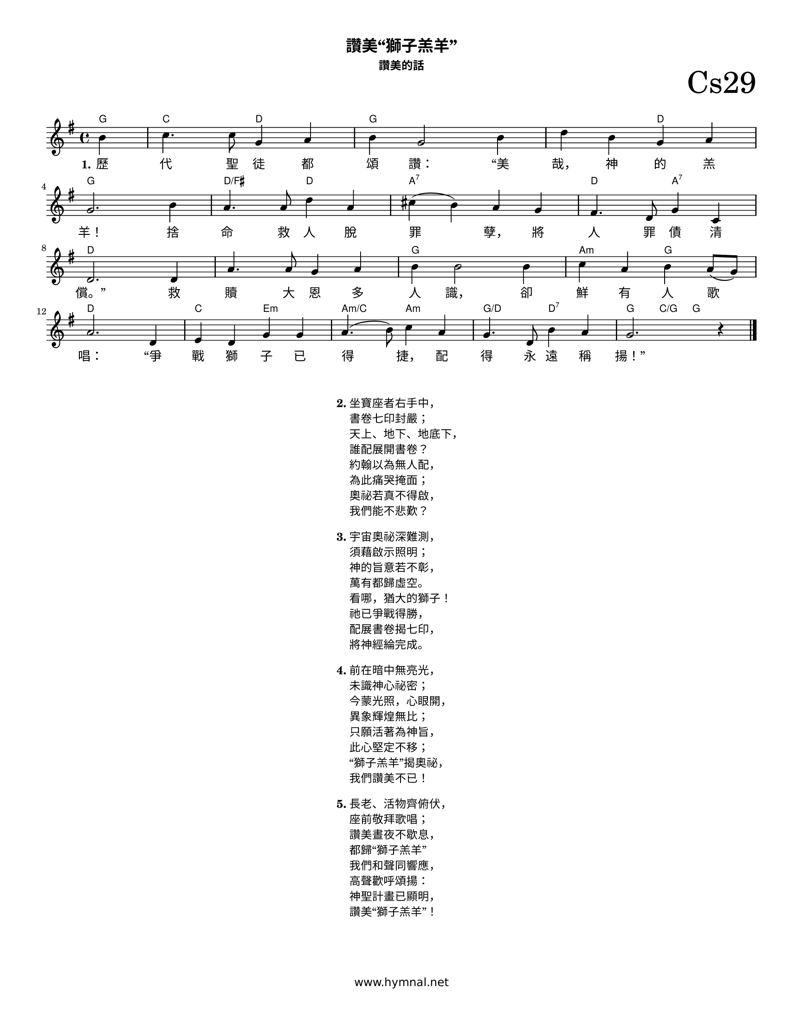 讚美“獅子羔羊”
讚美的話
Cs29
G C D G D
1. 歷 代 聖 徒 都 頌 讚： “美 哉， 神 的 羔
4
G D/F# D A7 D A7
羊！ 捨 命 救 人 脫 罪 孽， 將 人 罪 債 清
8
D G Am G
償。” 救 贖 大 恩 多 人 識， 卻 鮮 有 人 歌
12
D C Em Am/C Am G/D D7 G C/G G
唱： “爭 戰 獅 子 已 得 捷， 配 得 永 遠 稱 揚！”
2. 坐寶座者右手中，
書卷七印封嚴；
天上、地下、地底下，
誰配展開書卷？
約翰以為無人配，
為此痛哭掩面；
奧祕若真不得啟，
我們能不悲歎？
3. 宇宙奧祕深難測，
須藉啟示照明；
神的旨意若不彰，
萬有都歸虛空。
看哪，猶大的獅子！
祂已爭戰得勝，
配展書卷揭七印，
將神經綸完成。
4. 前在暗中無亮光，
未識神心祕密；
今蒙光照，心眼開，
異象輝煌無比；
只願活著為神旨，
此心堅定不移；
“獅子羔羊”揭奧祕，
我們讚美不已！
5. 長老、活物齊俯伏，
座前敬拜歌唱；
讚美晝夜不歇息，
都歸“獅子羔羊”
我們和聲同響應，
高聲歡呼頌揚：
神聖計畫已顯明，
讚美“獅子羔羊”！
www.hymnal.net